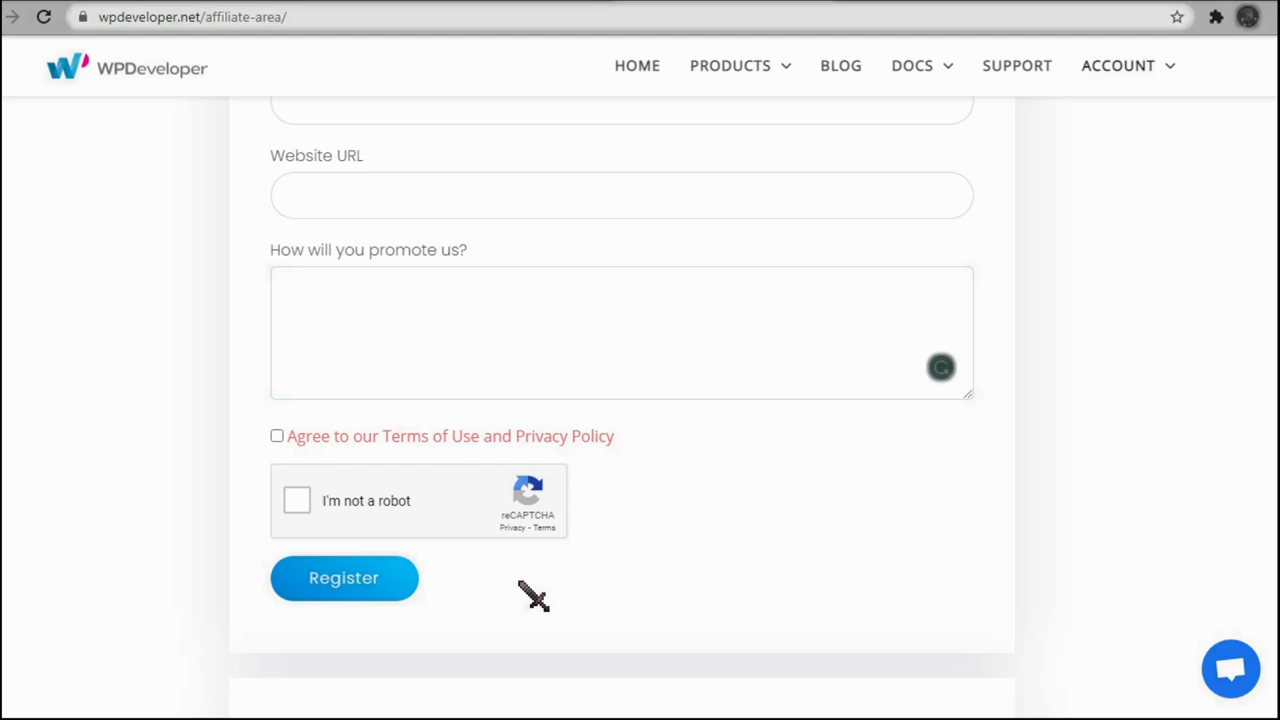 wpdeveloper.net/affiliate-area/
WPDeveloper
HOME PRODUCTS BLOG DOCS SUPPORT ACCOUNT
Website URL
How will you promote us?
Agree to our Terms of Use and Privacy Policy
I'm not a robot
reCAPTCHA
Privacy - Terms
Register